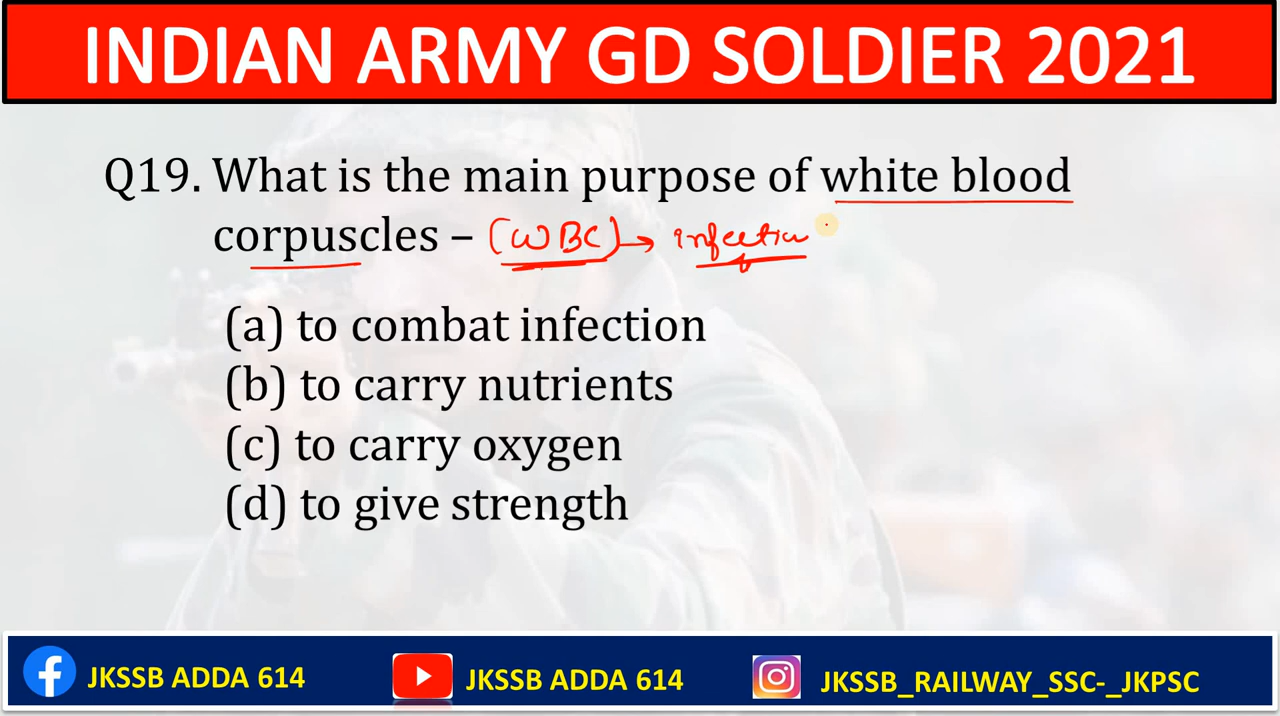 INDIAN ARMY GD SOLDIER 2021
Q19. What is the main purpose of white blood
corpuscles – (WBC) → infection
(a) to combat infection
(b) to carry nutrients
(c) to carry oxygen
(d) to give strength
JKSSB ADDA 614 JKSSB ADDA 614 JKSSB_RAILWAY_SSC-_JKPSC